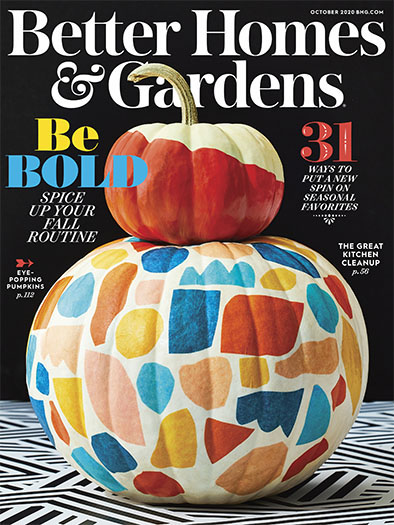 OCTOBER 2020 BHG.COM
Better Homes
& Gardens
Be
BOLD
SPICE
UP YOUR
FALL
ROUTINE
EYE-
POPPING
PUMPKINS
p.112
31
WAYS TO
PUT A NEW
SPIN ON
SEASONAL
FAVORITES
THE GREAT
KITCHEN
CLEANUP
p.56